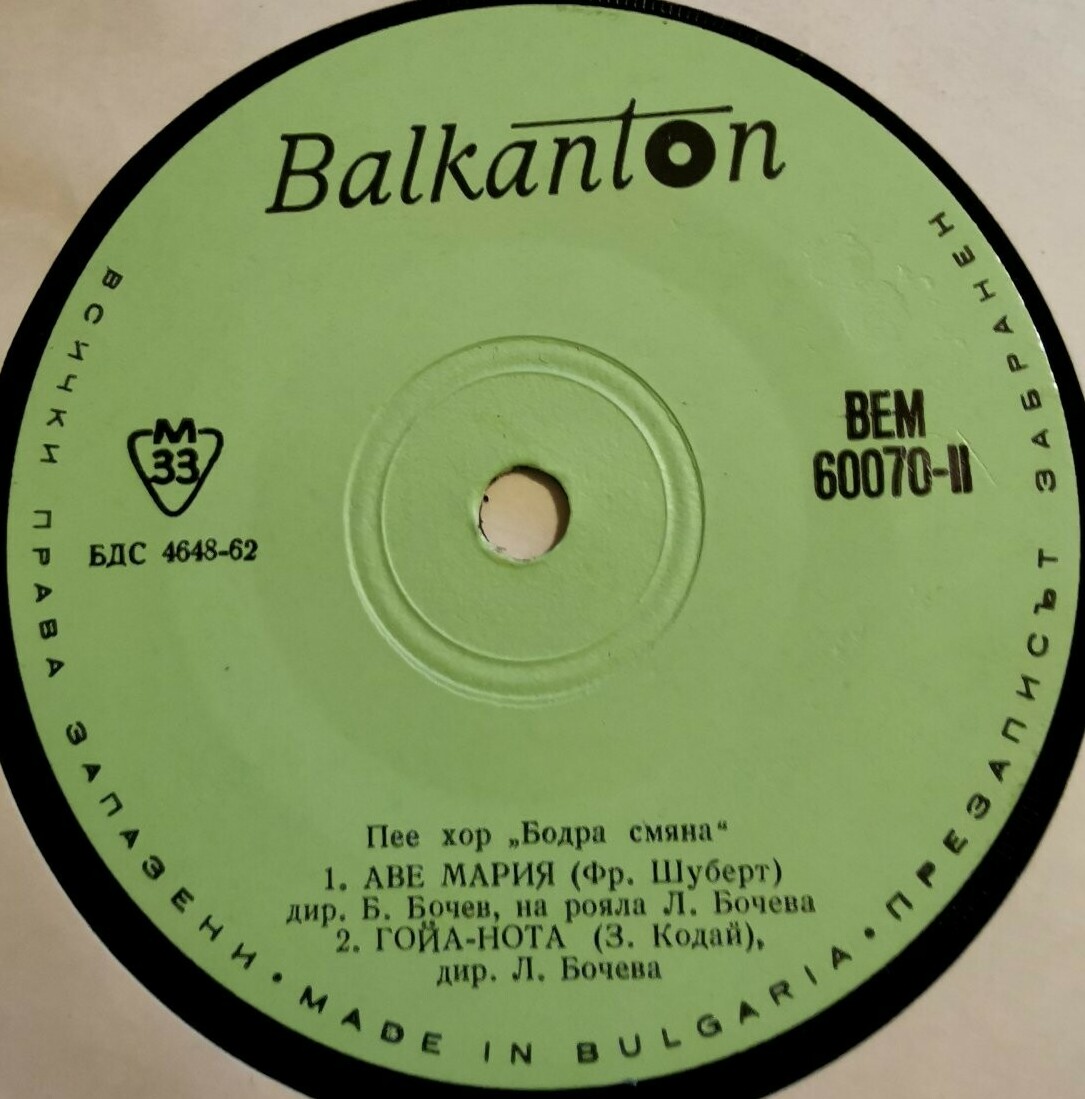 Balkanton
ВСИЧКИ ПРАВА ЗАПАЗЕНИ • MADE IN BULGARIA • ПРЕЗАПИСЪТ ЗАБРАНЕН
М
33
БДС 4648-62
ВЕМ
60070-II
Пее хор „Бодра смяна“
1. АВЕ МАРИЯ (Фр. Шуберт)
дир. Б. Бочев, на рояла Л. Бочева
2. ГОЙА-НОТА (З. Кодай),
дир. Л. Бочева